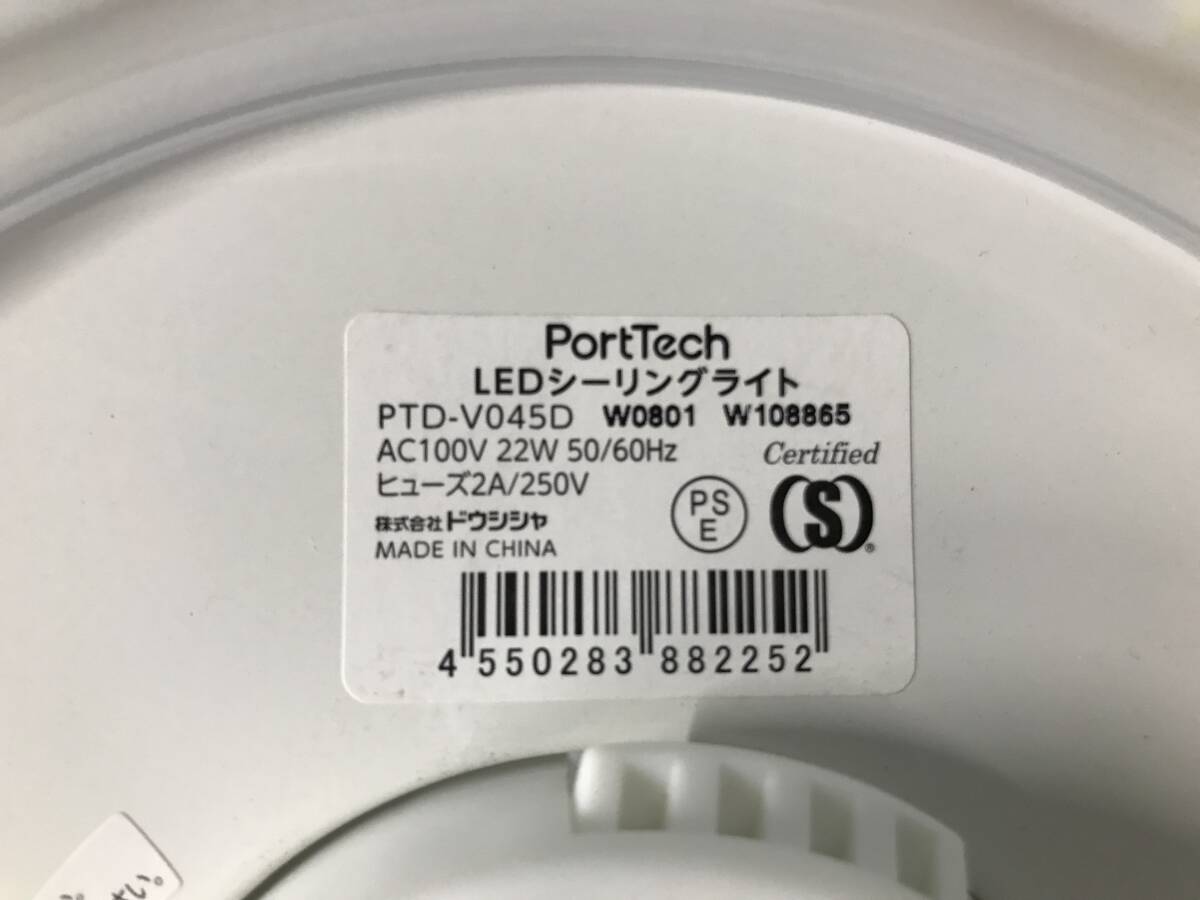 PortTech
LEDシーリングライト
PTD-V045D W0801 W108865
AC100V 22W 50/60Hz
Certified
ヒューズ2A/250V
PS
E
S
®
株式会社ドウシシャ
MADE IN CHINA
4 550283 882252